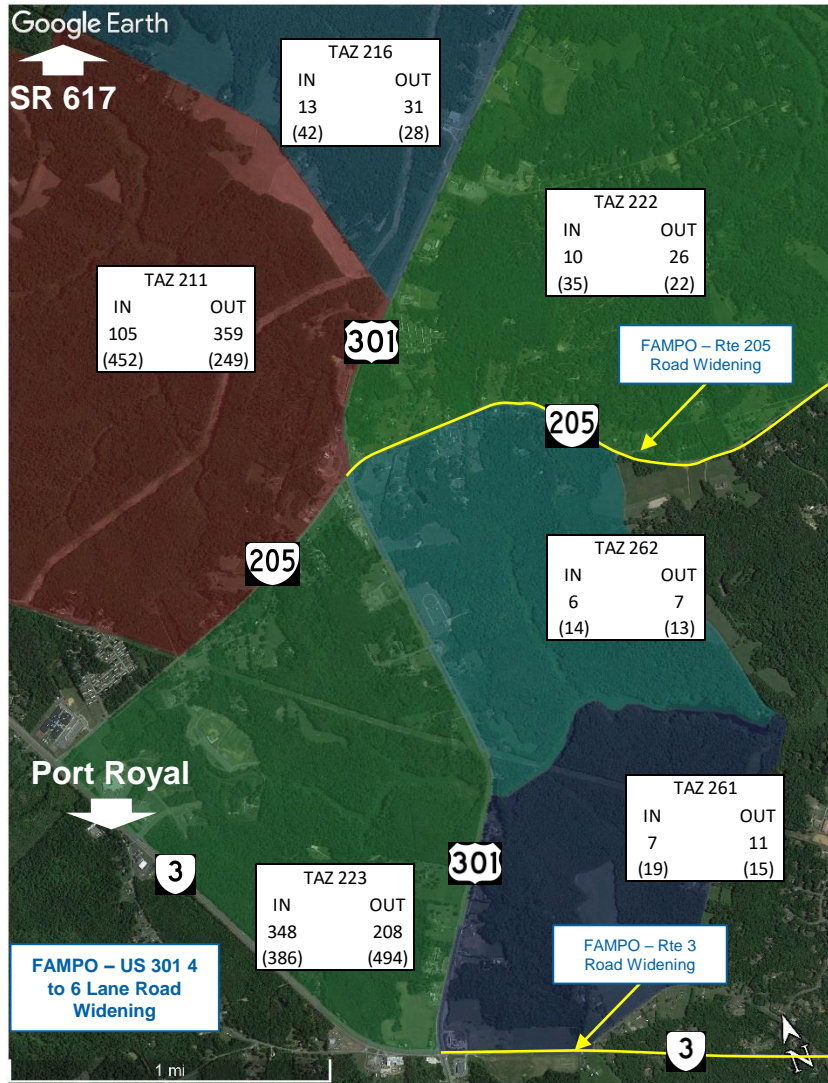 Google Earth
SR 617
TAZ 216
IN OUT
13 31
(42) (28)
TAZ 222
IN OUT
10 26
(35) (22)
TAZ 211
IN OUT
105 359
(452) (249)
301
FAMPO – Rte 205
Road Widening
205
205
TAZ 262
IN OUT
6 7
(14) (13)
Port Royal
TAZ 261
IN OUT
7 11
(19) (15)
301
3
TAZ 223
IN OUT
348 208
(386) (494)
FAMPO – US 301 4
to 6 Lane Road
Widening
FAMPO – Rte 3
Road Widening
3
N
1 mi